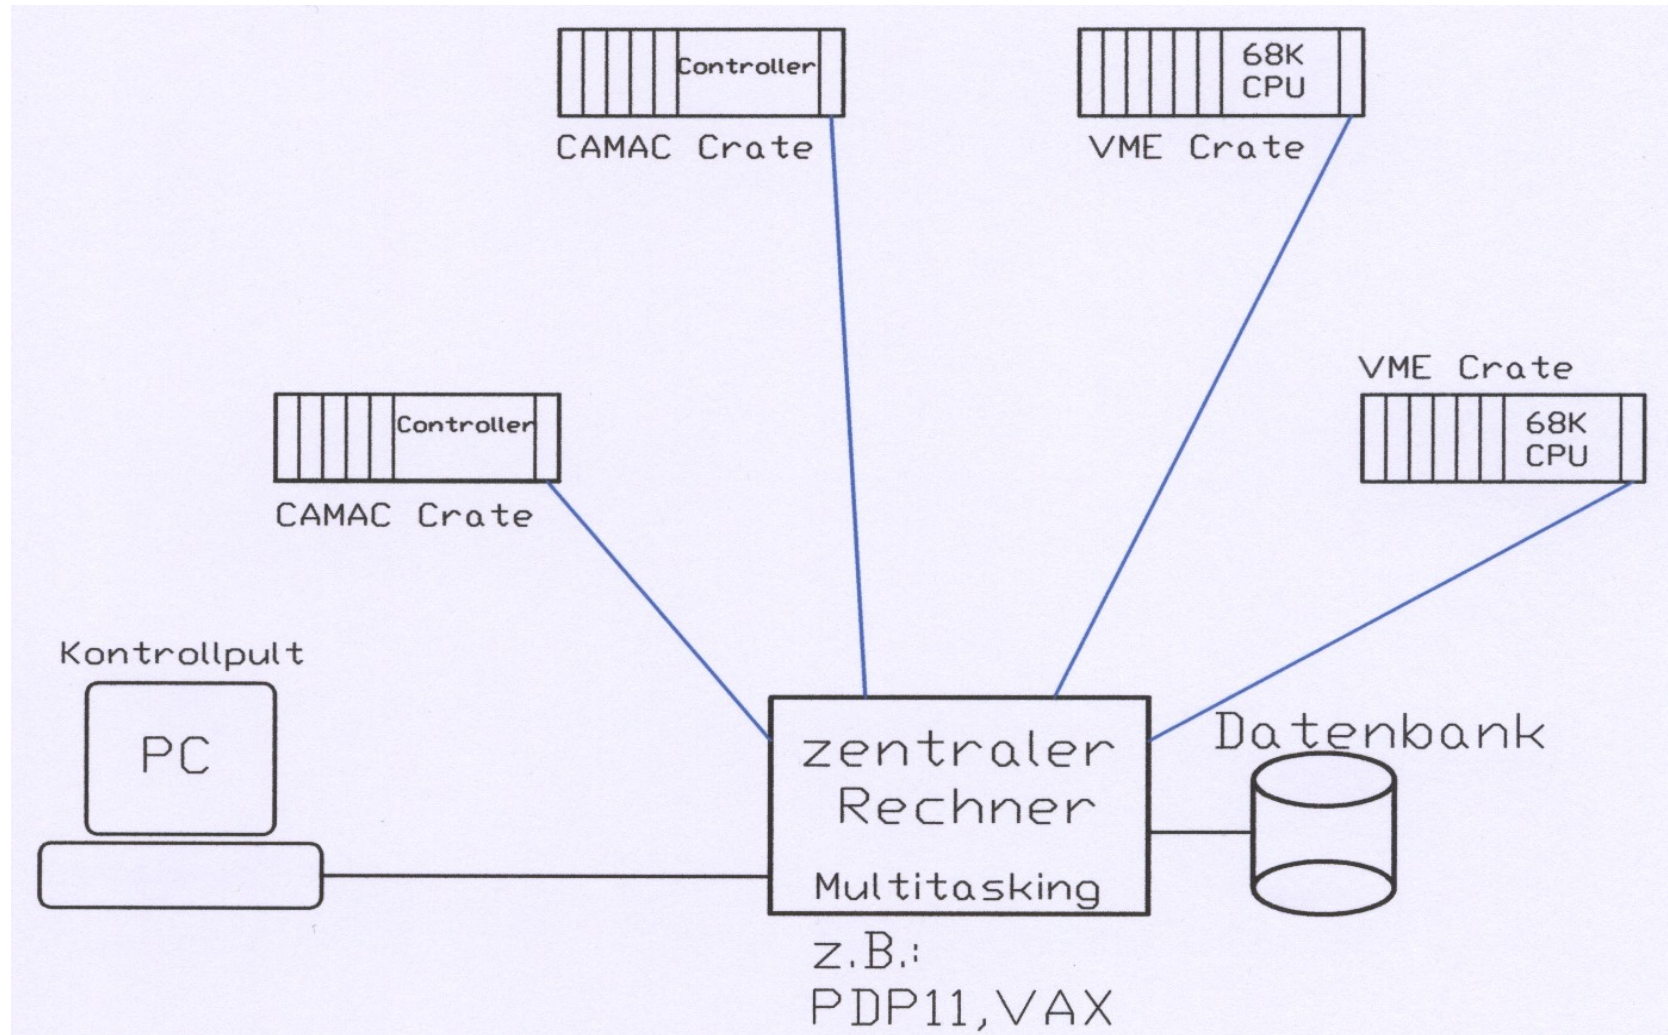 Controller
CAMAC Crate
68K
CPU
VME Crate
VME Crate
68K
CPU
Controller
CAMAC Crate
Kontrollpult
PC
zentraler
Rechner
Multitasking
Datenbank
z.B.:
PDP11,VAX